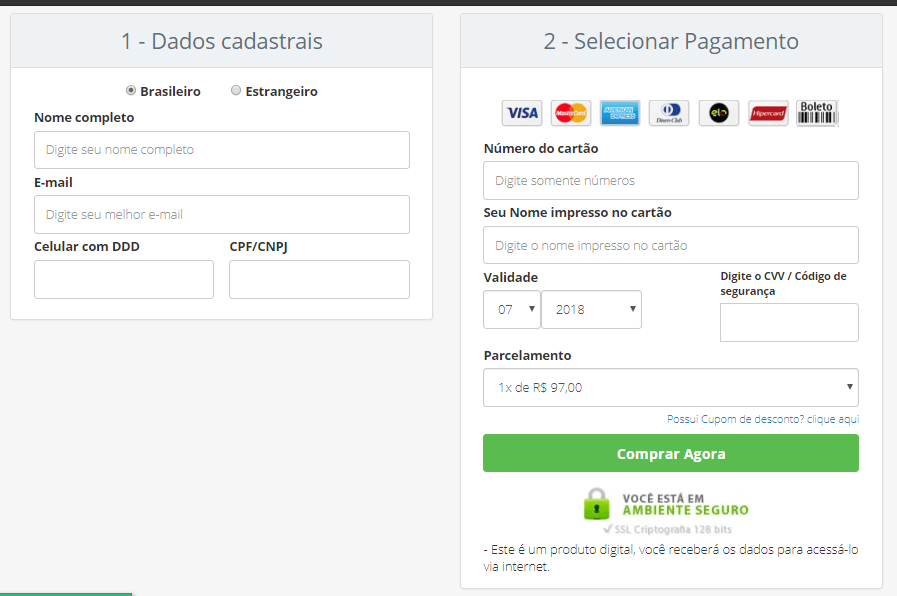 1 - Dados cadastrais
Brasileiro
Estrangeiro
Nome completo
Digite seu nome completo
E-mail
Digite seu melhor e-mail
Celular com DDD
CPF/CNPJ
2 - Selecionar Pagamento
VISA
MasterCard
AMERICAN EXPRESS
Diners Club
elo
Hipercard
Boleto
Número do cartão
Digite somente números
Seu Nome impresso no cartão
Digite o nome impresso no cartão
Validade
07
2018
Digite o CVV / Código de
segurança
Parcelamento
1x de R$ 97,00
Possui Cupom de desconto? clique aqui
Comprar Agora
VOCÊ ESTÁ EM
AMBIENTE SEGURO
SSL Criptografia 128 bits
- Este é um produto digital, você receberá os dados para acessá-lo
via internet.